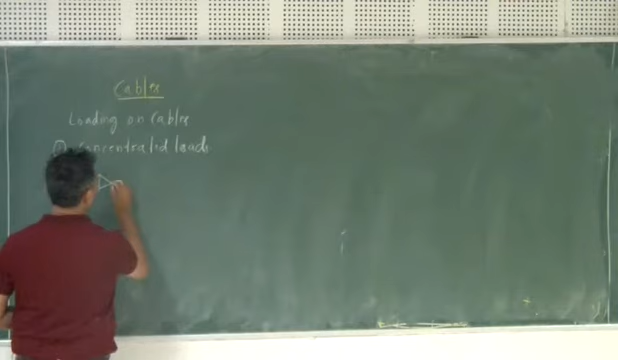 Cables
Loading on Cables
① Concentrated loads